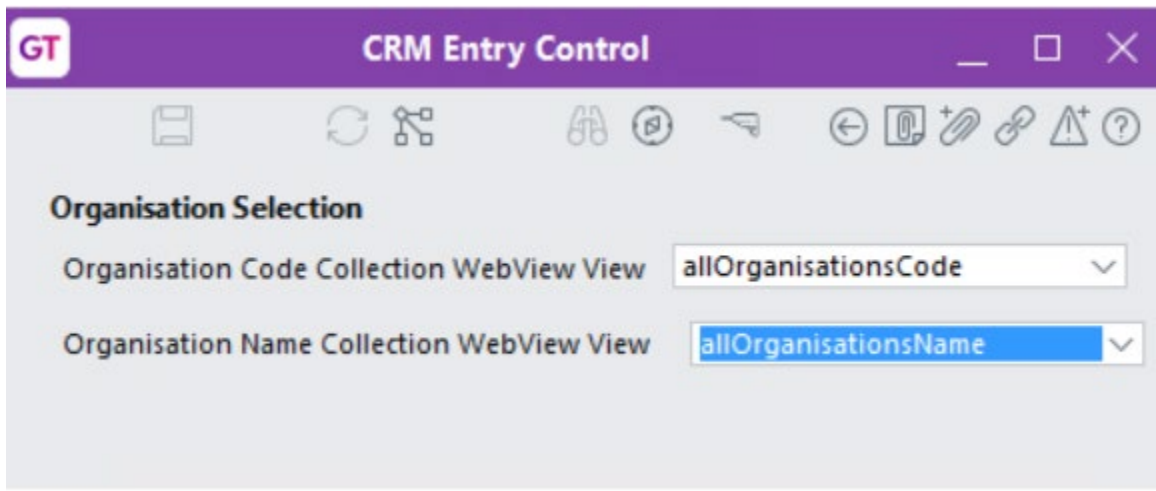 GT CRM Entry Control
Organisation Selection
Organisation Code Collection WebView View allOrganisationsCode
Organisation Name Collection WebView View allOrganisationsName